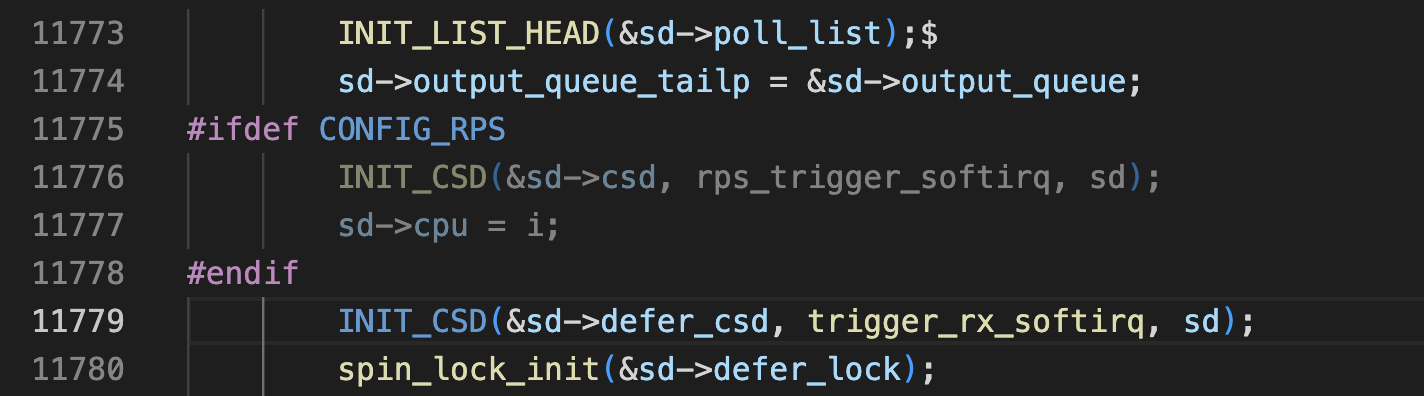 11773 INIT_LIST_HEAD(&sd->poll_list);$
11774 sd->output_queue_tailp = &sd->output_queue;
11775 #ifdef CONFIG_RPS
11776 INIT_CSD(&sd->csd, rps_trigger_softirq, sd);
11777 sd->cpu = i;
11778 #endif
11779 INIT_CSD(&sd->defer_csd, trigger_rx_softirq, sd);
11780 spin_lock_init(&sd->defer_lock);